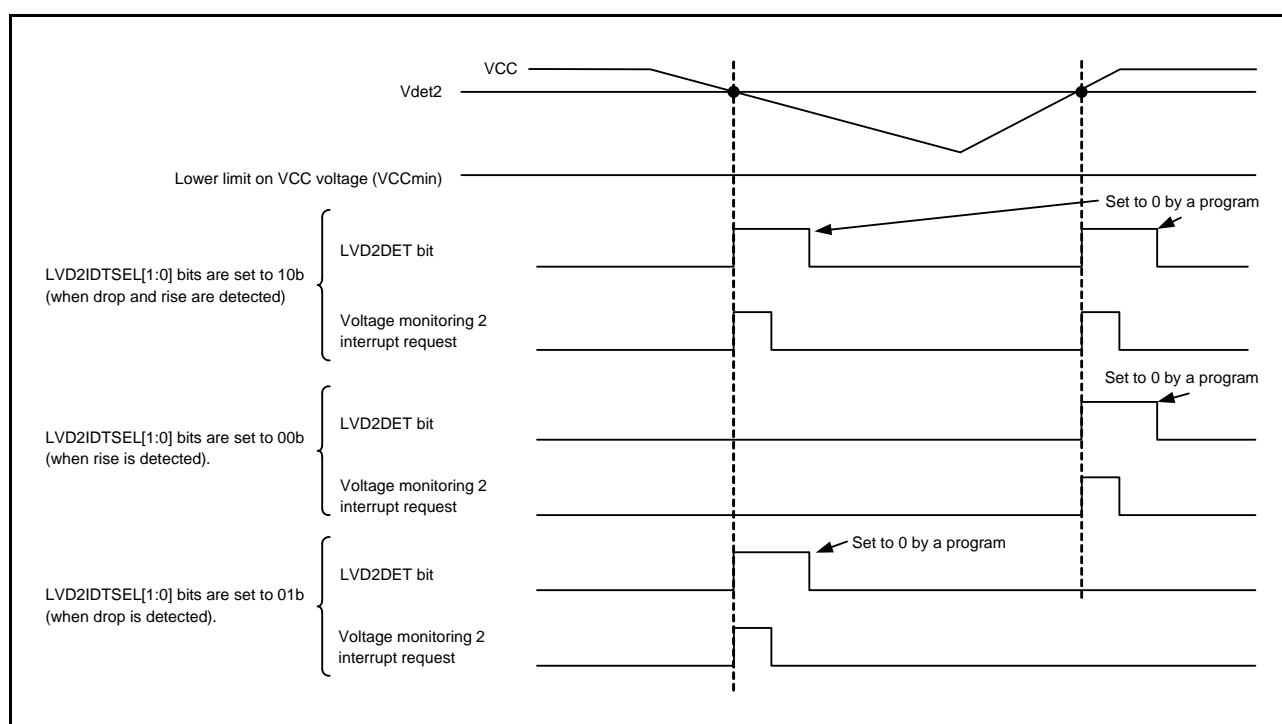 VCC
Vdet2
Lower limit on VCC voltage (VCCmin)
Set to 0 by a program
LVD2IDTSEL[1:0] bits are set to 10b
(when drop and rise are detected)
LVD2DET bit
Voltage monitoring 2
interrupt request
Set to 0 by a program
LVD2IDTSEL[1:0] bits are set to 00b
(when rise is detected).
LVD2DET bit
Voltage monitoring 2
interrupt request
Set to 0 by a program
LVD2IDTSEL[1:0] bits are set to 01b
(when drop is detected).
LVD2DET bit
Voltage monitoring 2
interrupt request